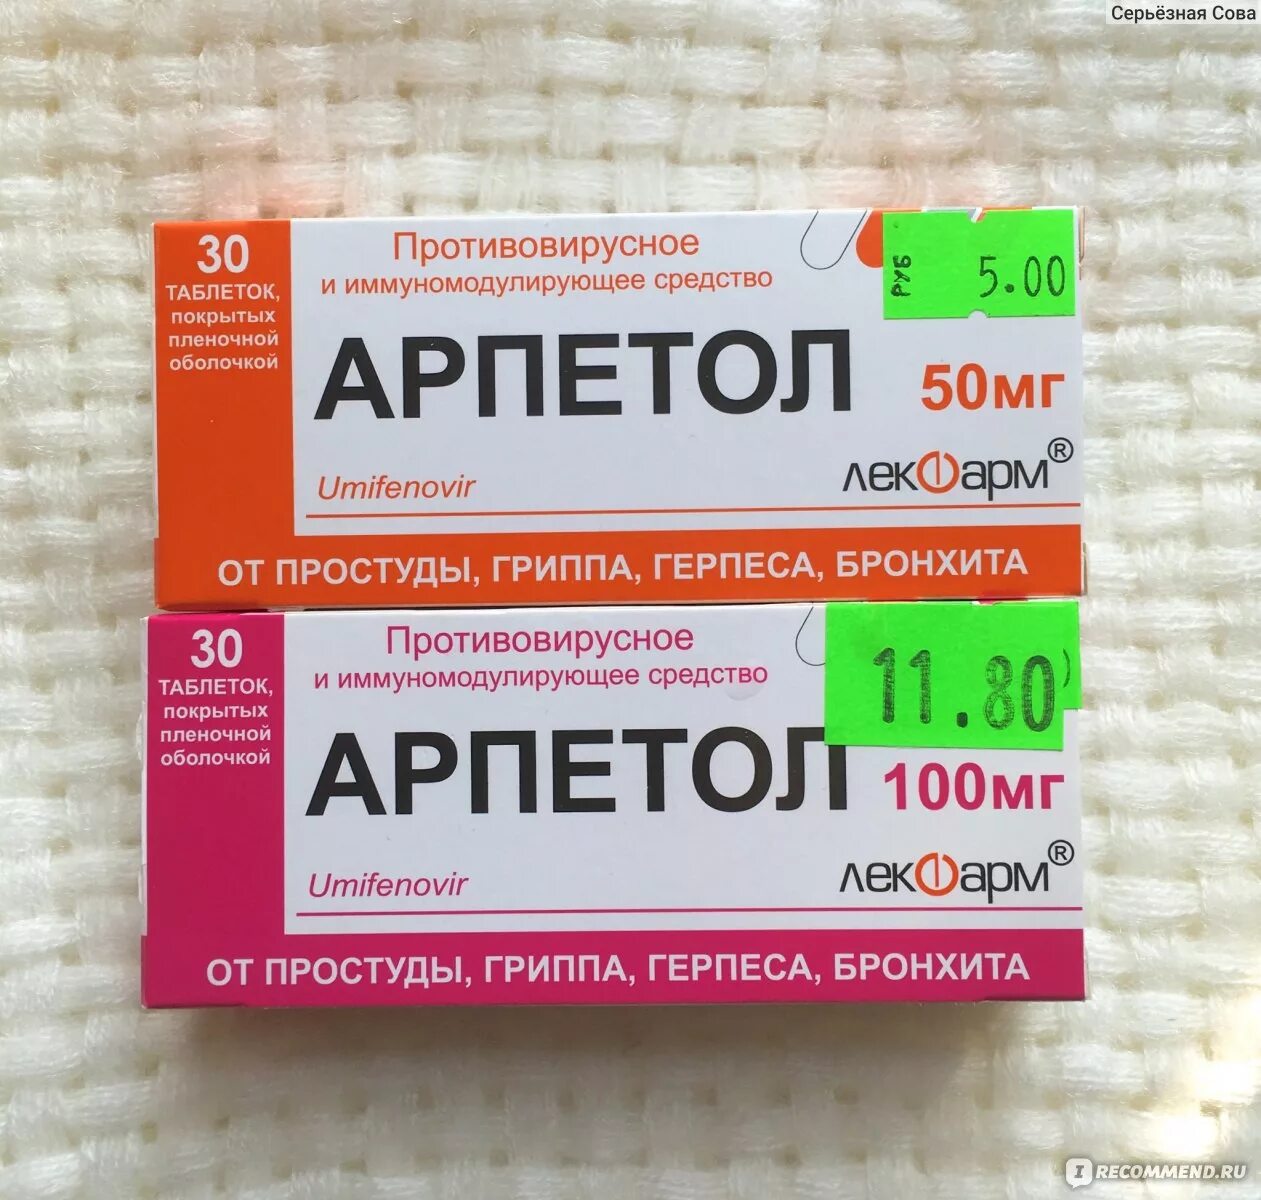 Серьёзная Сова
30
ТАБЛЕТОК,
покрытых
пленочной
оболочкой
Противовирусное
и иммуномодулирующее средство
РУБ 5.00
АРПЕТОЛ 50мг
Umifenovir
лекФарм®
ОТ ПРОСТУДЫ, ГРИППА, ГЕРПЕСА, БРОНХИТА
30
ТАБЛЕТОК,
покрытых
пленочной
оболочкой
Противовирусное
и иммуномодулирующее средство
11.80
АРПЕТОЛ 100мг
Umifenovir
лекФарм®
ОТ ПРОСТУДЫ, ГРИППА, ГЕРПЕСА, БРОНХИТА
I RECOMMEND.RU